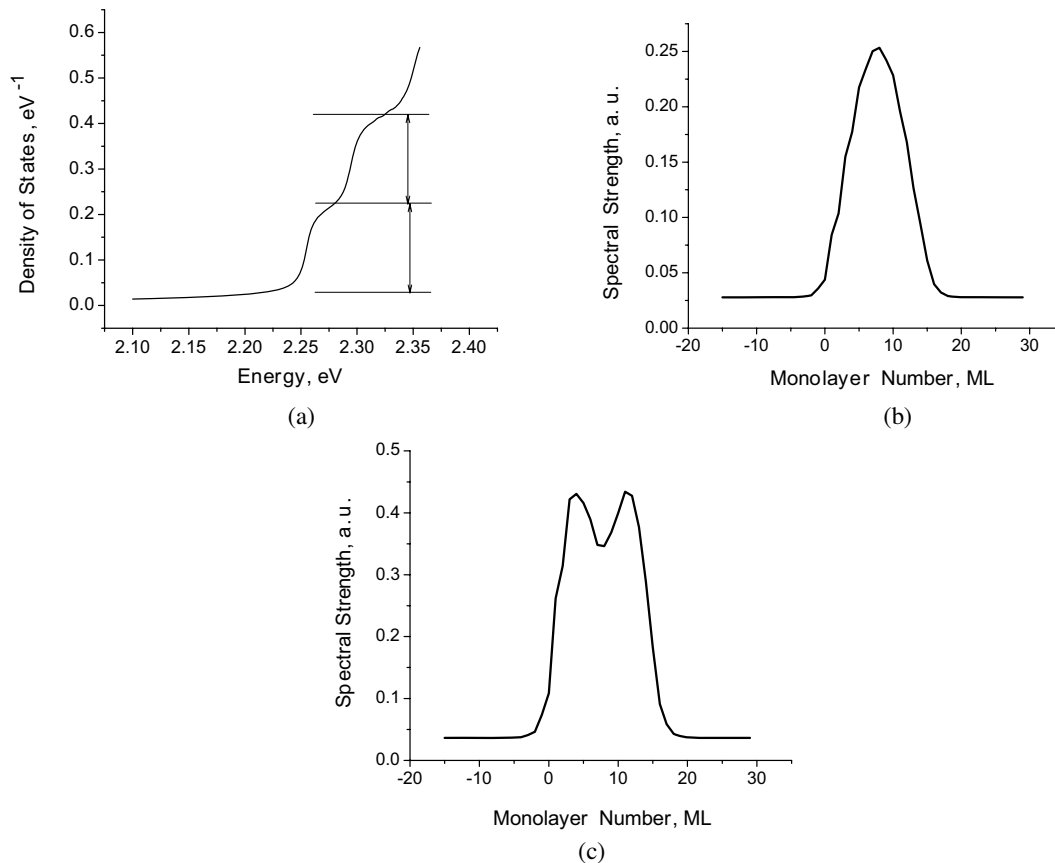 0.6
0.5
0.4
0.3
0.2
0.1
0.0
Density of States, eV⁻¹
2.10 2.15 2.20 2.25 2.30 2.35 2.40
Energy, eV
(a)
0.25
0.20
0.15
0.10
0.05
0.00
Spectral Strength, a. u.
-20 -10 0 10 20 30
Monolayer Number, ML
(b)
0.5
0.4
0.3
0.2
0.1
0.0
Spectral Strength, a. u.
-20 -10 0 10 20 30
Monolayer Number, ML
(c)